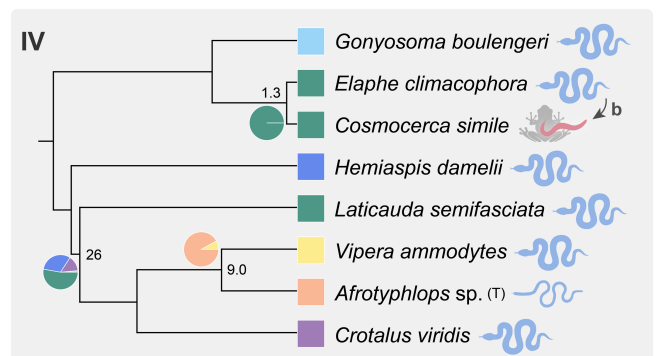 IV
Gonyosoma boulengeri
Elaphe climacophora
1.3
b
Cosmocerca simile
Hemiaspis damelii
Laticauda semifasciata
26
Vipera ammodytes
9.0
Afrotyphlops sp. (T)
Crotalus viridis